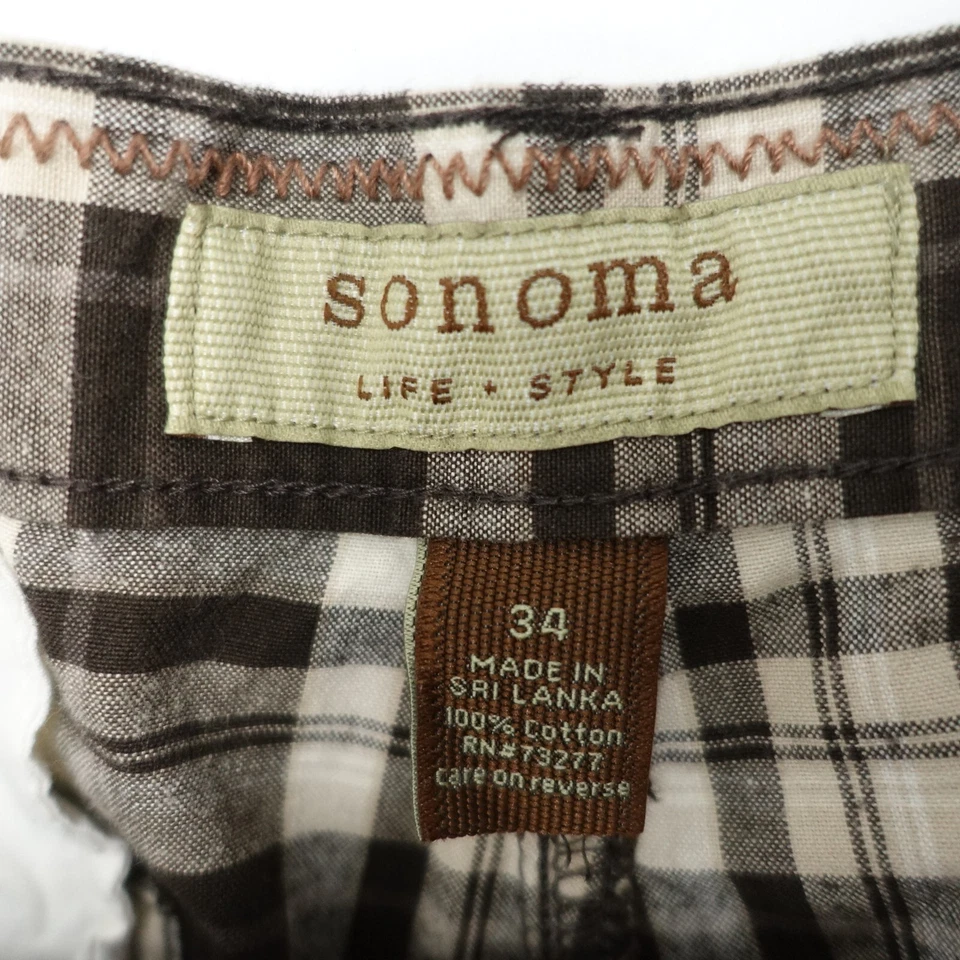 sonoma
LIFE + STYLE
34
MADE IN
SRI LANKA
100% Cotton
RN#73277
care on reverse